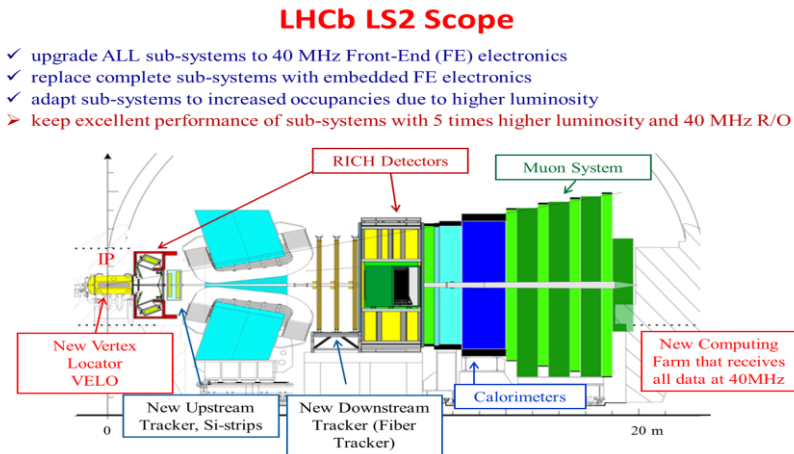 LHCb LS2 Scope
✓ upgrade ALL sub-systems to 40 MHz Front-End (FE) electronics
✓ replace complete sub-systems with embedded FE electronics
✓ adapt sub-systems to increased occupancies due to higher luminosity
➢ keep excellent performance of sub-systems with 5 times higher luminosity and 40 MHz R/O
RICH Detectors
Muon System
IP
New Vertex
Locator
VELO
New Upstream
Tracker, Si-strips
New Downstream
Tracker (Fiber
Tracker)
Calorimeters
New Computing
Farm that receives
all data at 40MHz
0
20 m